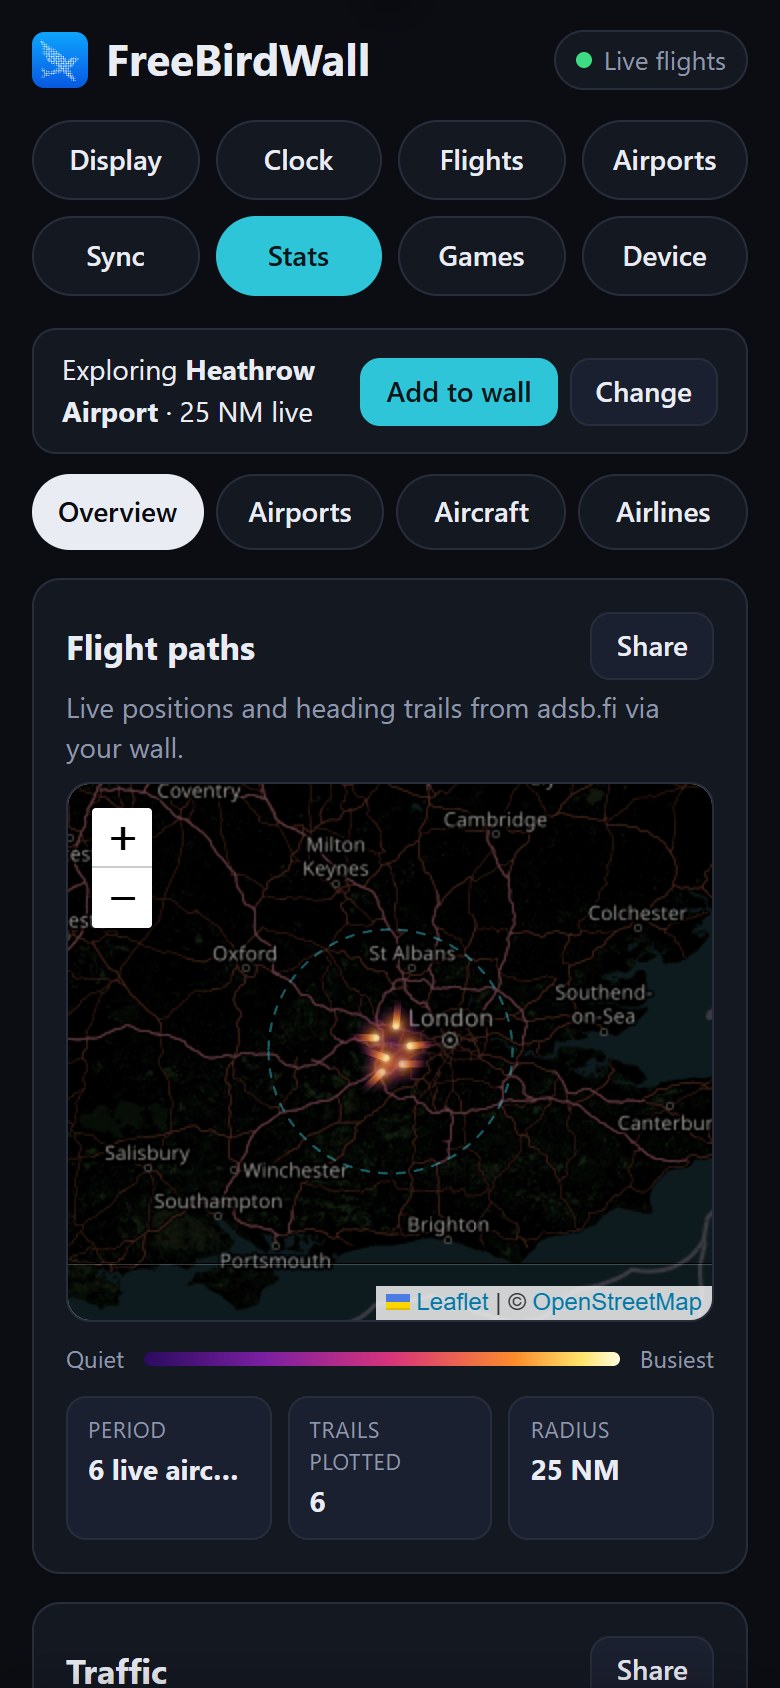 FreeBirdWall
Live flights
Display
Clock
Flights
Airports
Sync
Stats
Games
Device
Exploring Heathrow
Airport · 25 NM live
Add to wall
Change
Overview
Airports
Aircraft
Airlines
Flight paths
Share
Live positions and heading trails from adsb.fi via
your wall.
+
−
Coventry
Cambridge
Milton
Keynes
Colchester
Oxford
St Albans
Southend-
on-Sea
London
Canterbur
Salisbury
Winchester
Southampton
Brighton
Portsmouth
Leaflet | © OpenStreetMap
Quiet
Busiest
PERIOD
6 live airc...
TRAILS
PLOTTED
6
RADIUS
25 NM
Traffic
Share